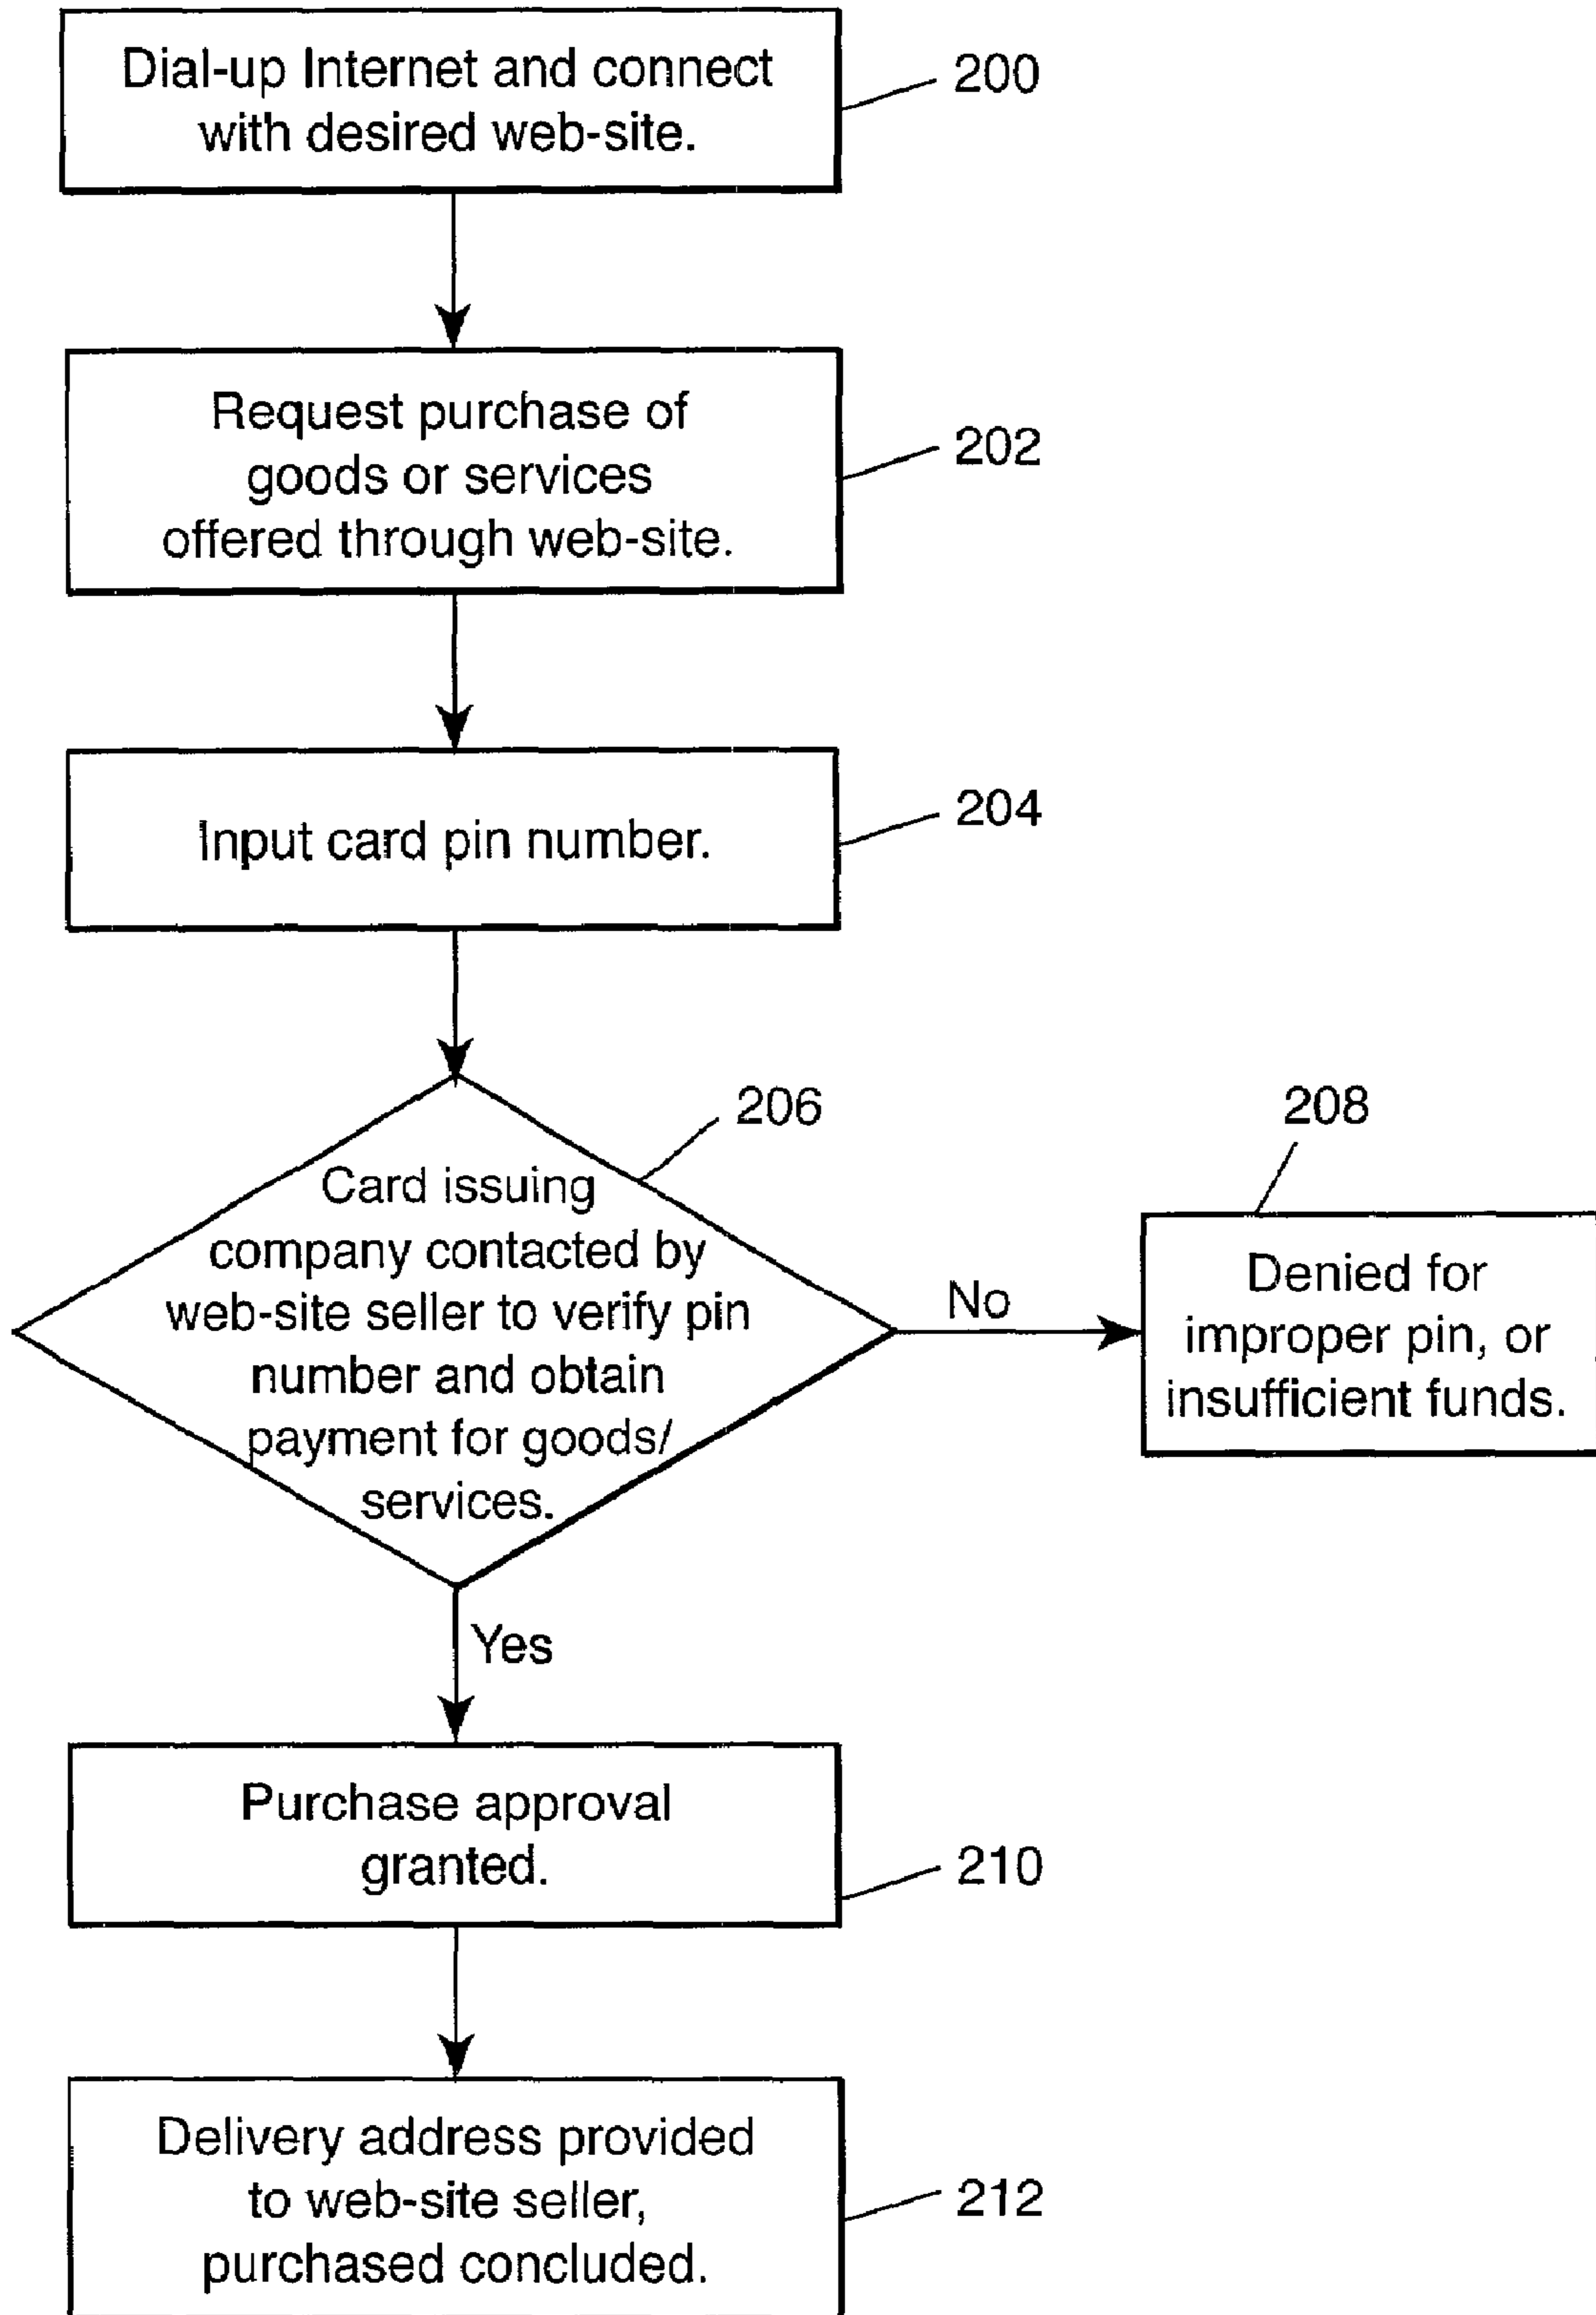 Dial-up Internet and connect
with desired web-site.
200
Request purchase of
goods or services
offered through web-site.
202
Input card pin number.
204
206
Card issuing
company contacted by
web-site seller to verify pin
number and obtain
payment for goods/
services.
No
208
Denied for
improper pin, or
insufficient funds.
Yes
Purchase approval
granted.
210
Delivery address provided
to web-site seller,
purchased concluded.
212